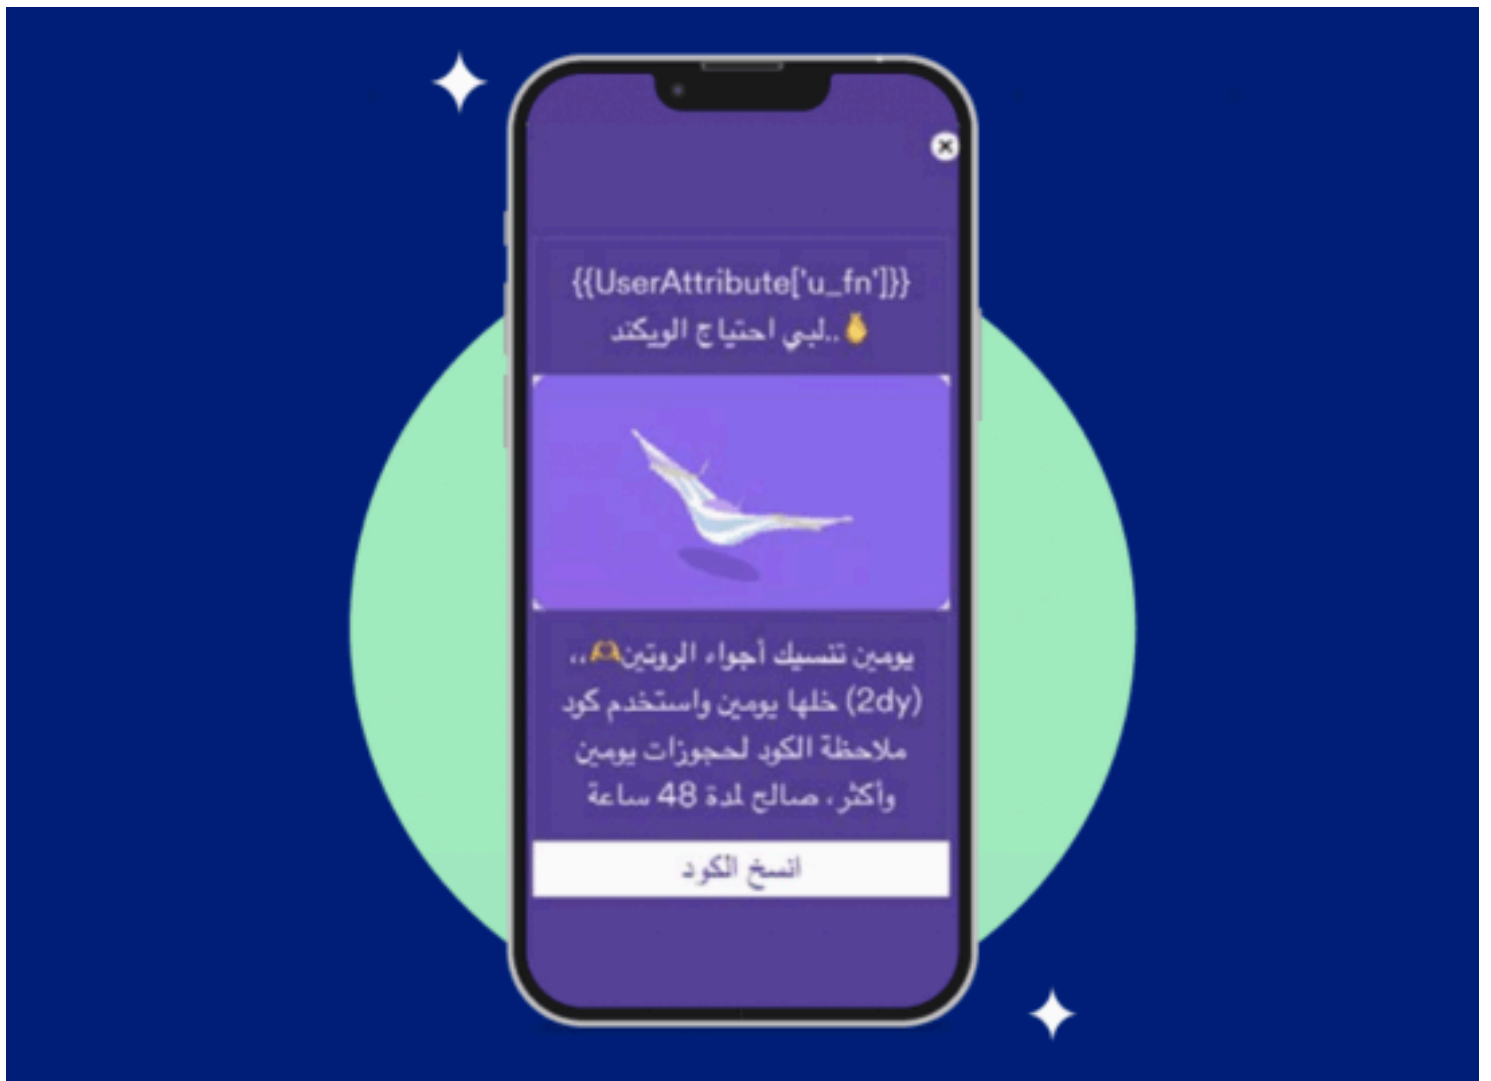 {{UserAttribute['u_fn']}}
🫰..لبي احتياج الويكند
يومين تنسيك أجواء الروتين🫶،،
(2dy) خلها يومين واستخدم كود
ملاحظة الكود لحجوزات يومين
وأكثر، صالح لمدة 48 ساعة
انسخ الكود